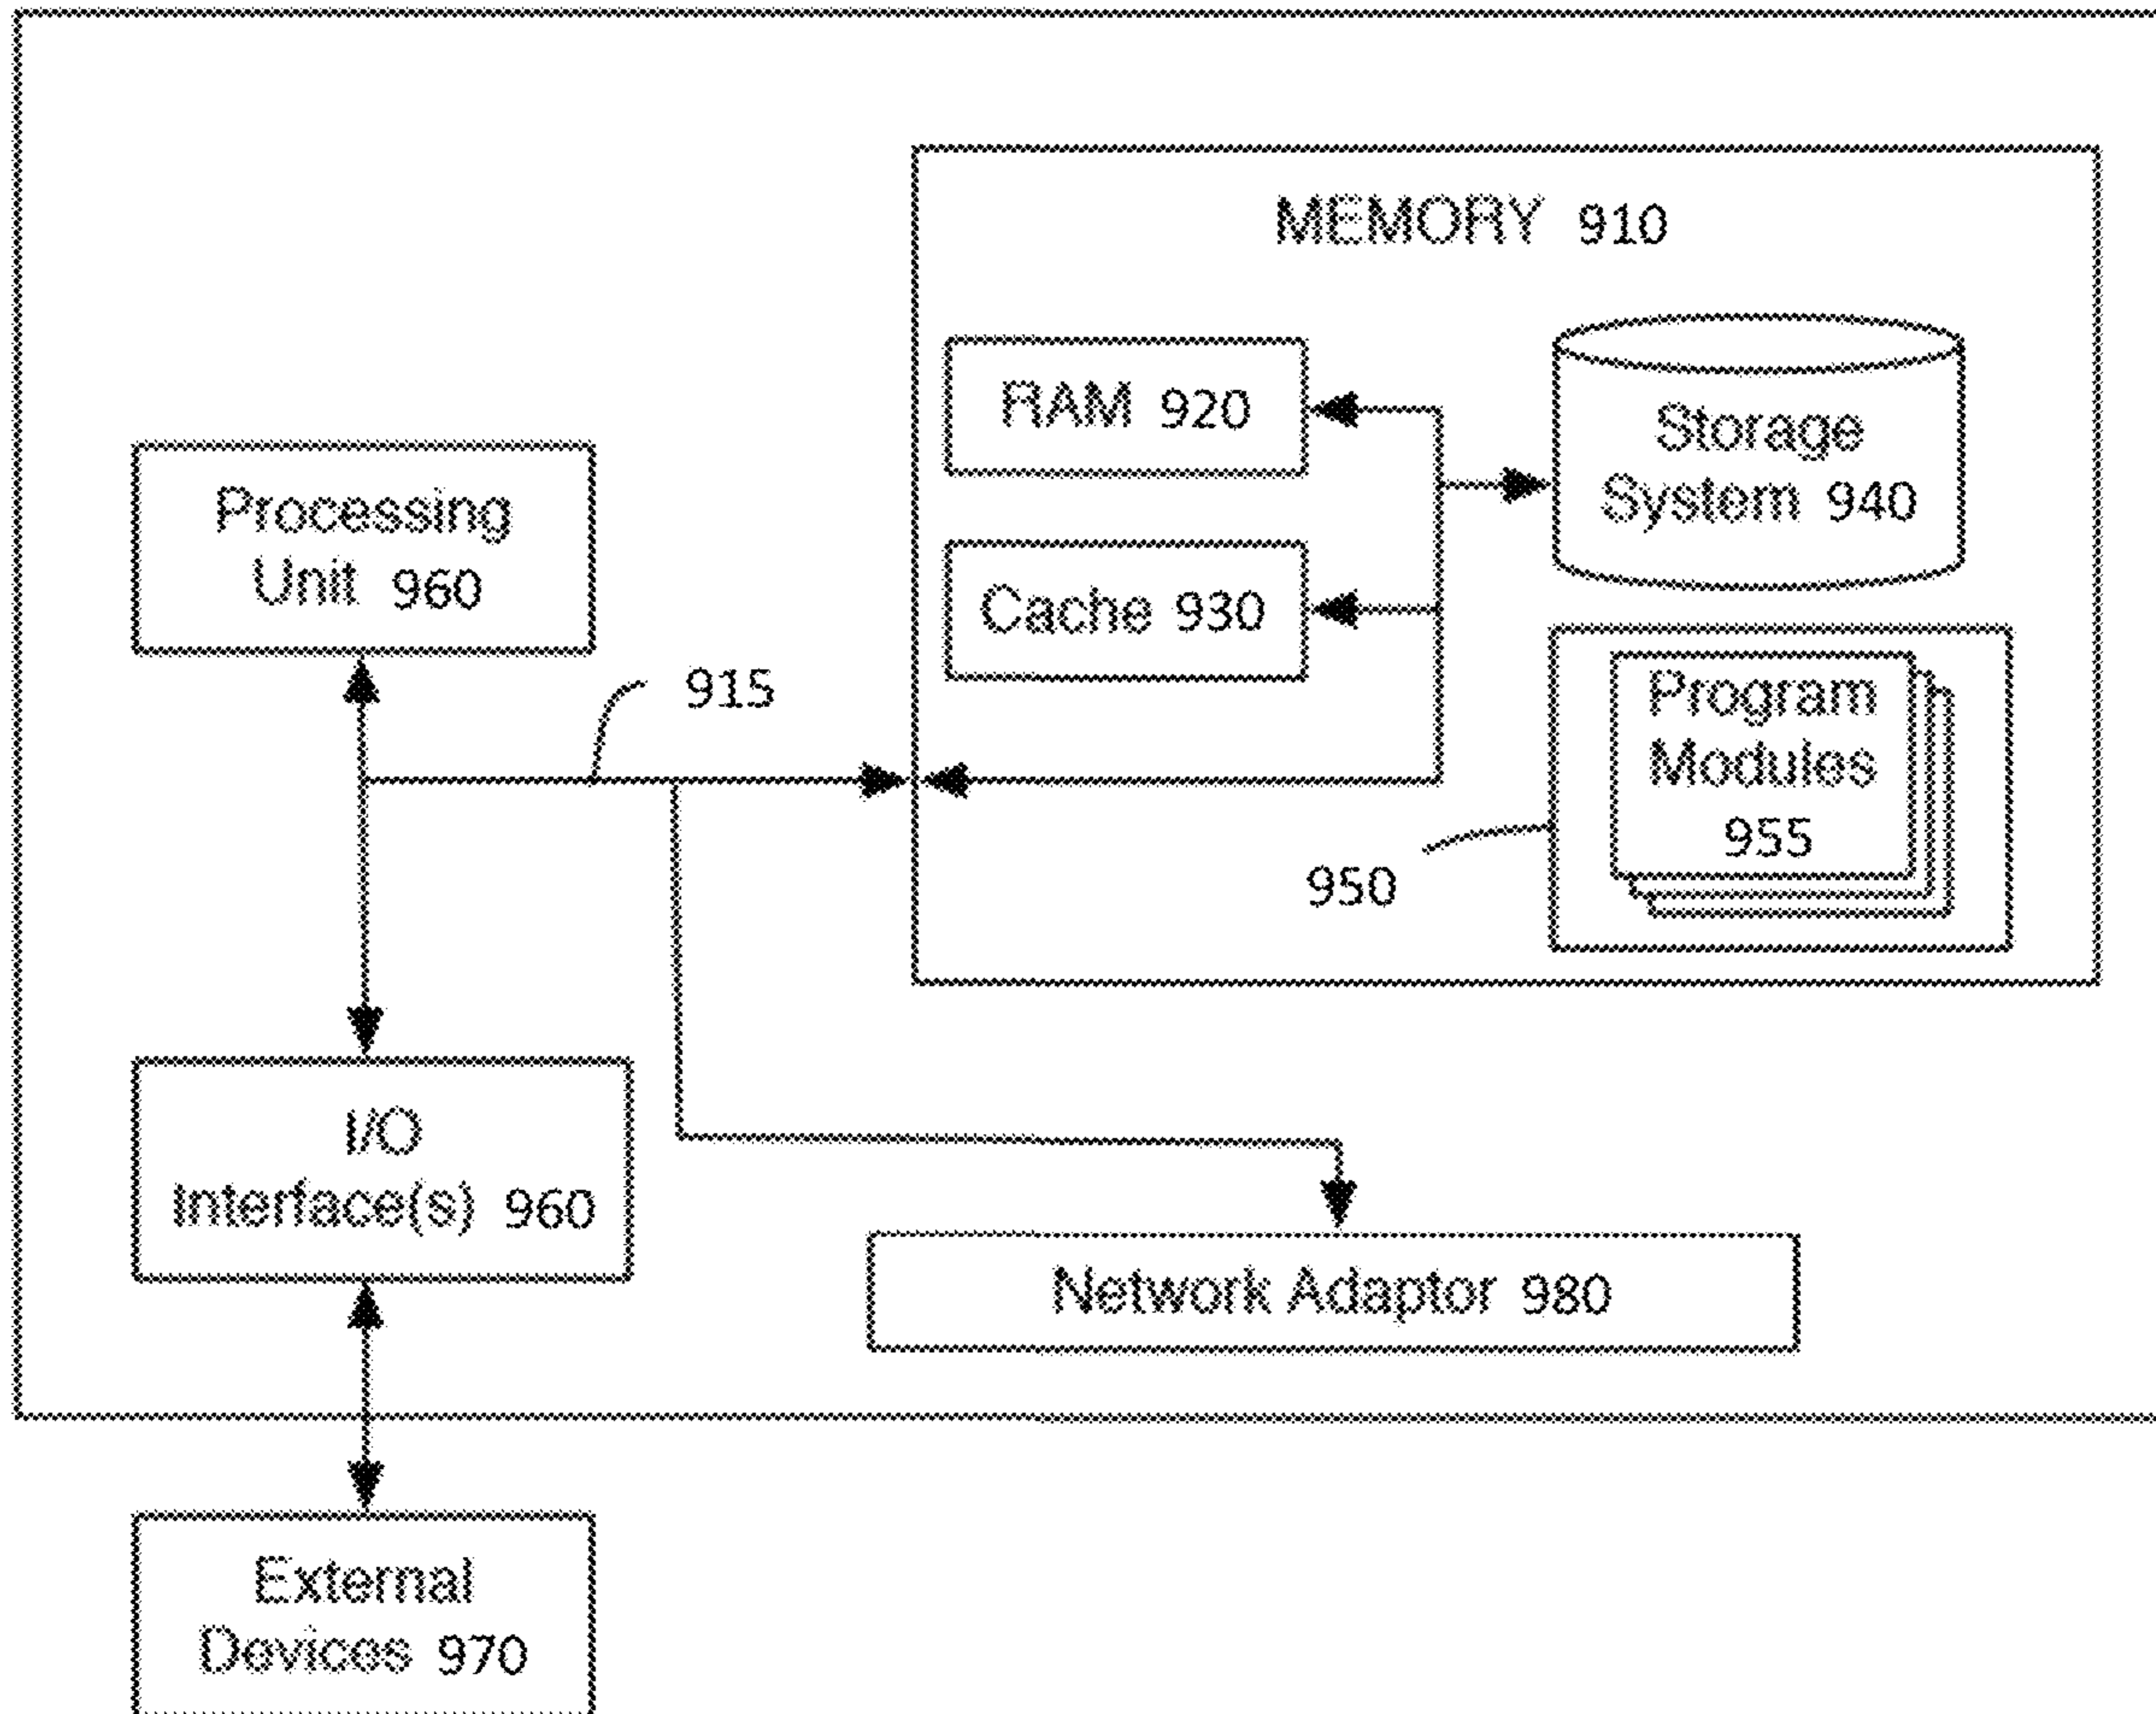 MEMORY 910
RAM 920
Storage
System 940
Processing
Unit 960
Cache 930
915
Program
Modules
955
950
I/O
Interface(s) 960
Network Adaptor 980
External
Devices 970